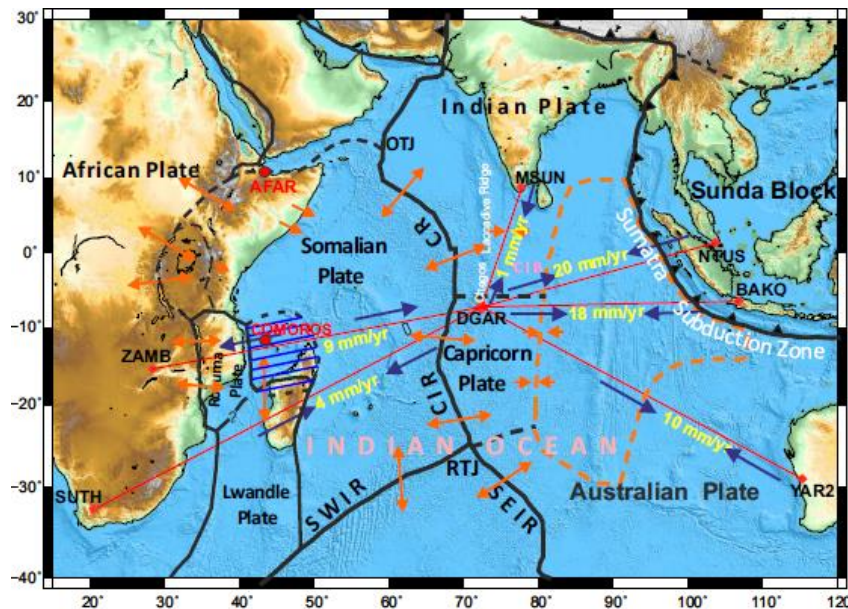 30°
20°
10°
0°
−10°
−20°
−30°
−40°
20°
30°
40°
50°
60°
70°
80°
90°
100°
110°
African Plate
AFAR
OTJ
Indian Plate
MSUN
Sunda Block
Somalian
Plate
CR
Chagos Laccadive Ridge
1 mm/yr
CIB
20 mm/yr
NTUS
BAKO
Sumatra
Subduction Zone
18 mm/yr
DGAR
COMOROS
9 mm/yr
ZAMB
Plate
4 mm/yr
Capricorn
Plate
CIR
10 mm/yr
INDIAN OCEAN
RTJ
Australian Plate
YAR2
SUTH
Lwandle
Plate
SWIR
SEIR